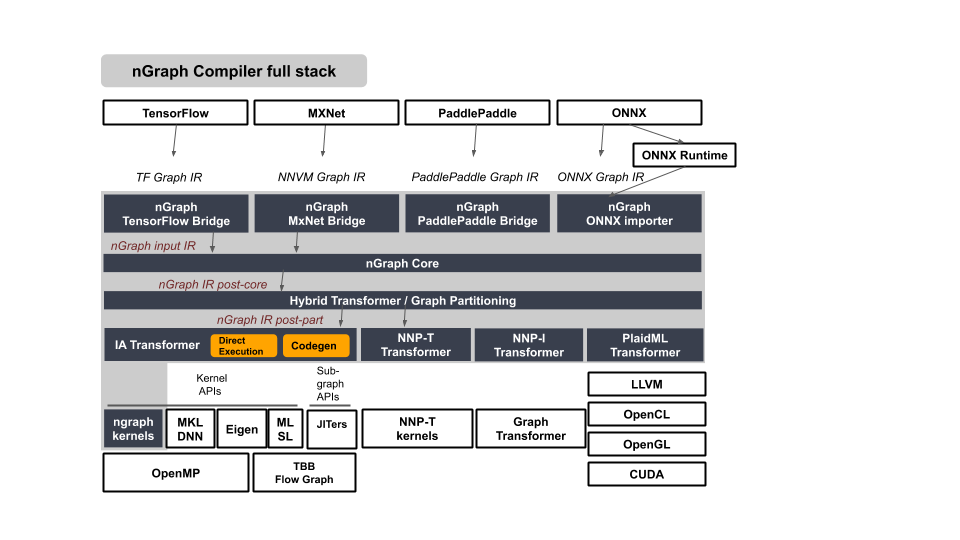 nGraph Compiler full stack
TensorFlow
MXNet
PaddlePaddle
ONNX
ONNX Runtime
TF Graph IR
NNVM Graph IR
PaddlePaddle Graph IR
ONNX Graph IR
nGraph
TensorFlow Bridge
nGraph
MxNet Bridge
nGraph
PaddlePaddle Bridge
nGraph
ONNX importer
nGraph input IR
nGraph Core
nGraph IR post-core
Hybrid Transformer / Graph Partitioning
nGraph IR post-part
IA Transformer
Direct
Execution
Codegen
NNP-T
Transformer
NNP-I
Transformer
PlaidML
Transformer
Kernel
APIs
Sub-
graph
APIs
LLVM
OpenCL
OpenGL
CUDA
ngraph
kernels
MKL
DNN
Eigen
ML
SL
JITers
NNP-T
kernels
Graph
Transformer
OpenMP
TBB
Flow Graph